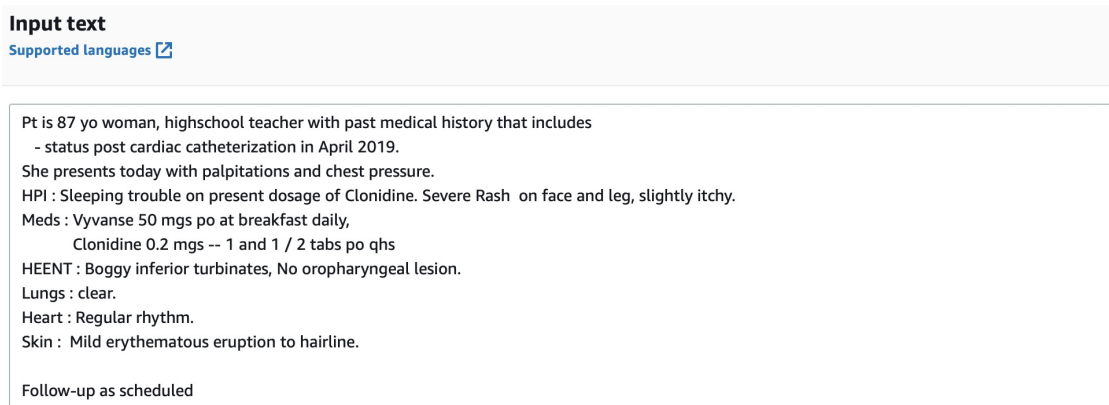 Input text
Supported languages
Pt is 87 yo woman, highschool teacher with past medical history that includes
- status post cardiac catheterization in April 2019.
She presents today with palpitations and chest pressure.
HPI : Sleeping trouble on present dosage of Clonidine. Severe Rash  on face and leg, slightly itchy.
Meds : Vyvanse 50 mgs po at breakfast daily,
Clonidine 0.2 mgs -- 1 and 1 / 2 tabs po qhs
HEENT : Boggy inferior turbinates, No oropharyngeal lesion.
Lungs : clear.
Heart : Regular rhythm.
Skin :  Mild erythematous eruption to hairline.
Follow-up as scheduled